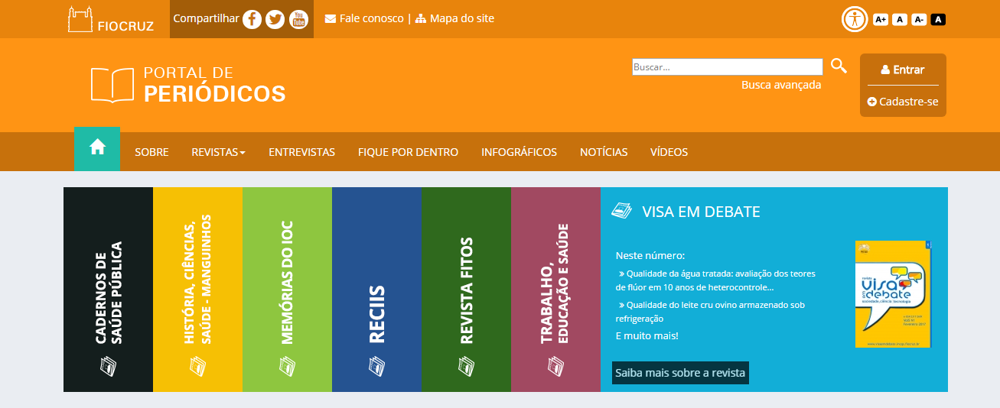 FIOCRUZ
Compartilhar
You
Tube
Fale conosco | Mapa do site
A+ A A- A
PORTAL DE
PERIÓDICOS
Buscar...
Busca avançada
Entrar
Cadastre-se
SOBRE REVISTAS ENTREVISTAS FIQUE POR DENTRO INFOGRÁFICOS NOTÍCIAS VÍDEOS
CADERNOS DE
SAÚDE PÚBLICA
HISTÓRIA, CIÊNCIAS,
SAÚDE - MANGUINHOS
MEMÓRIAS DO IOC
RECIIS
REVISTA FITOS
TRABALHO,
EDUCAÇÃO E SAÚDE
VISA EM DEBATE
Neste número:
» Qualidade da água tratada: avaliação dos teores
de flúor em 10 anos de heterocontrole...
» Qualidade do leite cru ovino armazenado sob
refrigeração
E muito mais!
Saiba mais sobre a revista
revista
visa
em debate
sociedade, ciência tecnologia
Fevereiro 2017